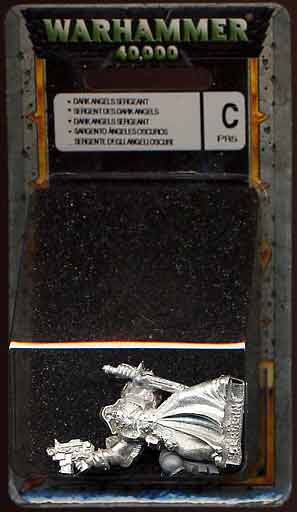 WARHAMMER
40,000
• DARK ANGELS SERGEANT
• SERGENT DES DARK ANGELS
• DARK ANGELS SERGEANT
• SARGENTO ÁNGELES OSCUROS
SERGENTE DEGLI ANGELI OSCURI
C
PR5